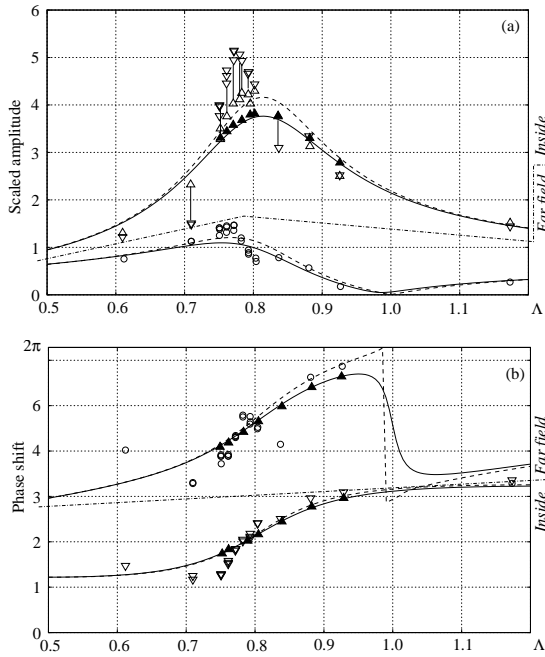 6
(a)
5
4
3
2
1
0
Scaled amplitude
Inside
Far field
0.5 0.6 0.7 0.8 0.9 1.0 1.1 Λ
2π
(b)
6
4
3
2
1
0
Phase shift
Far field
Inside
0.5 0.6 0.7 0.8 0.9 1.0 1.1 Λ